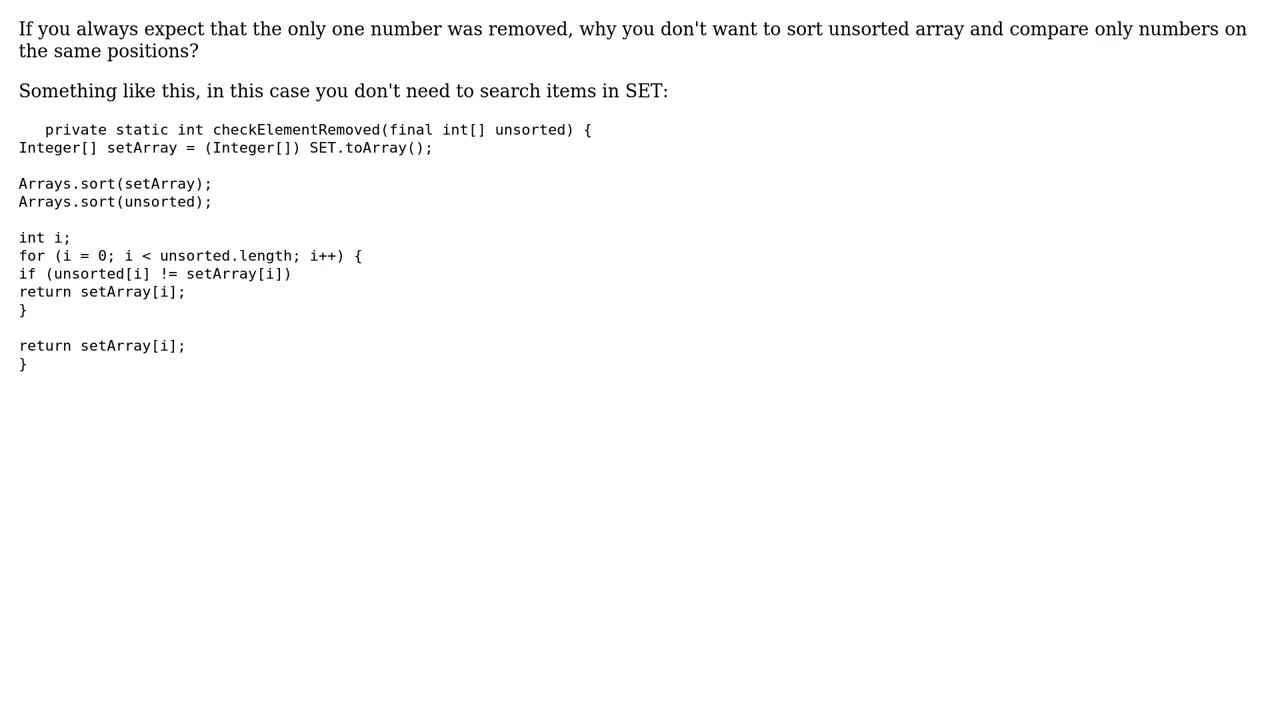 If you always expect that the only one number was removed, why you don't want to sort unsorted array and compare only numbers on
the same positions?
Something like this, in this case you don't need to search items in SET:
private static int checkElementRemoved(final int[] unsorted) {
Integer[] setArray = (Integer[]) SET.toArray();
Arrays.sort(setArray);
Arrays.sort(unsorted);
int i;
for (i = 0; i < unsorted.length; i++) {
if (unsorted[i] != setArray[i])
return setArray[i];
}
return setArray[i];
}